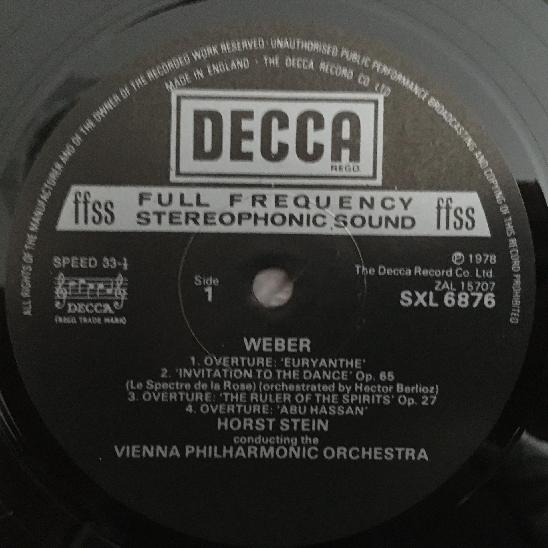 ALL RIGHTS OF THE MANUFACTURER AND OF THE OWNER OF THE RECORDED WORK RESERVED · UNAUTHORISED PUBLIC PERFORMANCE BROADCASTING AND COPYING OF THIS RECORD PROHIBITED
MADE IN ENGLAND · THE DECCA RECORD CO. LTD
DECCA
REGD.
ffss FULL FREQUENCY STEREOPHONIC SOUND ffss
SPEED 33⅓
DECCA
(REGD. TRADE MARK)
Side
1
Ⓟ 1978
The Decca Record Co. Ltd.
ZAL 15707
SXL 6876
WEBER
1. OVERTURE: 'EURYANTHE'
2. 'INVITATION TO THE DANCE' Op. 65
(Le Spectre de la Rose) (orchestrated by Hector Berlioz)
3. OVERTURE: 'THE RULER OF THE SPIRITS' Op. 27
4. OVERTURE: 'ABU HASSAN'
HORST STEIN
conducting the
VIENNA PHILHARMONIC ORCHESTRA